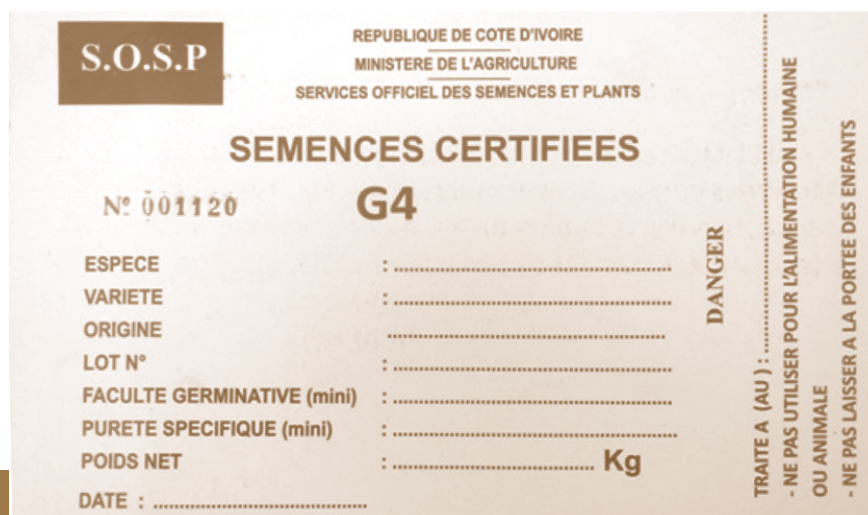 S.O.S.P
REPUBLIQUE DE COTE D'IVOIRE
MINISTERE DE L'AGRICULTURE
SERVICES OFFICIEL DES SEMENCES ET PLANTS
SEMENCES CERTIFIEES
Nº 001120
G4
ESPECE : ................................................
VARIETE : ................................................
ORIGINE ................................................
LOT N° : ................................................
FACULTE GERMINATIVE (mini) : ................................................
PURETE SPECIFIQUE (mini) : ................................................
POIDS NET : .................................... Kg
DATE : ....................................
DANGER
TRAITE A (AU) : ................................................
- NE PAS UTILISER POUR L'ALIMENTATION HUMAINE
OU ANIMALE
- NE PAS LAISSER A LA PORTEE DES ENFANTS